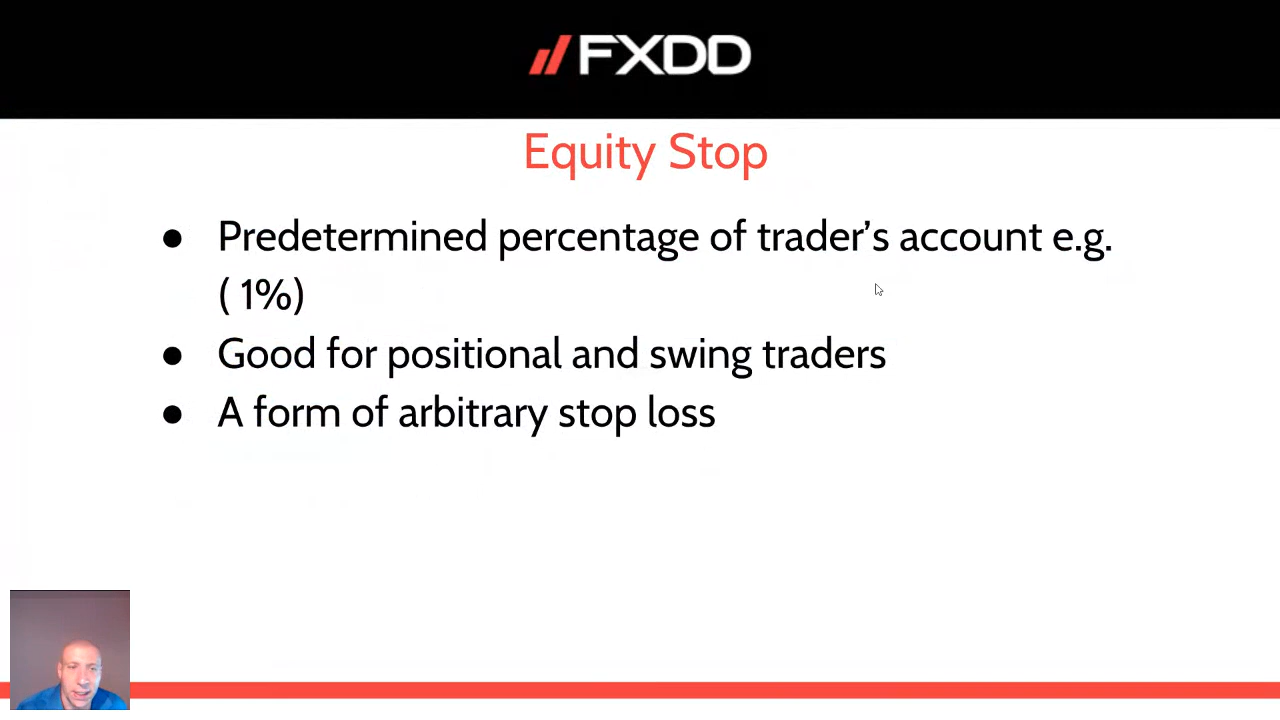 FXDD
Equity Stop
● Predetermined percentage of trader's account e.g.
( 1%)
● Good for positional and swing traders
● A form of arbitrary stop loss